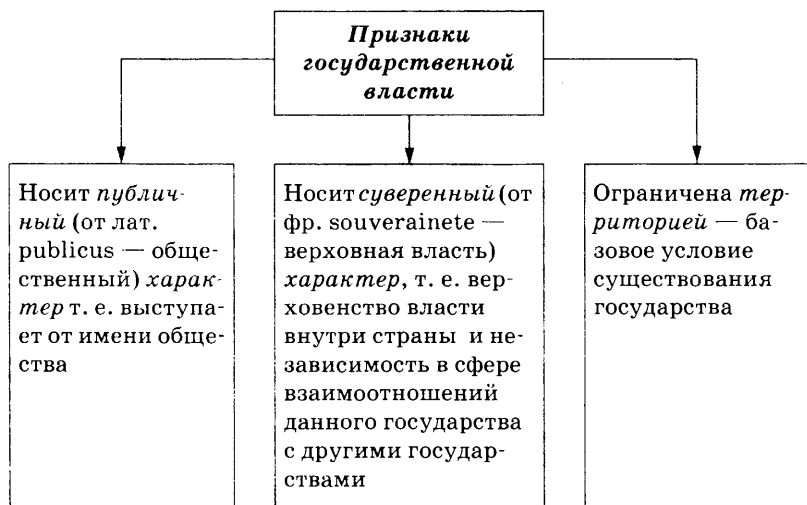 Признаки
государственной
власти
Носит публич-
ный (от лат.
publicus — обще-
ственный) харак-
тер т. е. выступа-
ет от имени обще-
ства
Носит суверенный (от
фр. souverainete —
верховная власть)
характер, т. е. вер-
ховенство власти
внутри страны и не-
зависимость в сфере
взаимоотношений
данного государства
с другими государ-
ствами
Ограничена тер-
риторией — ба-
зовое условие
существования
государства